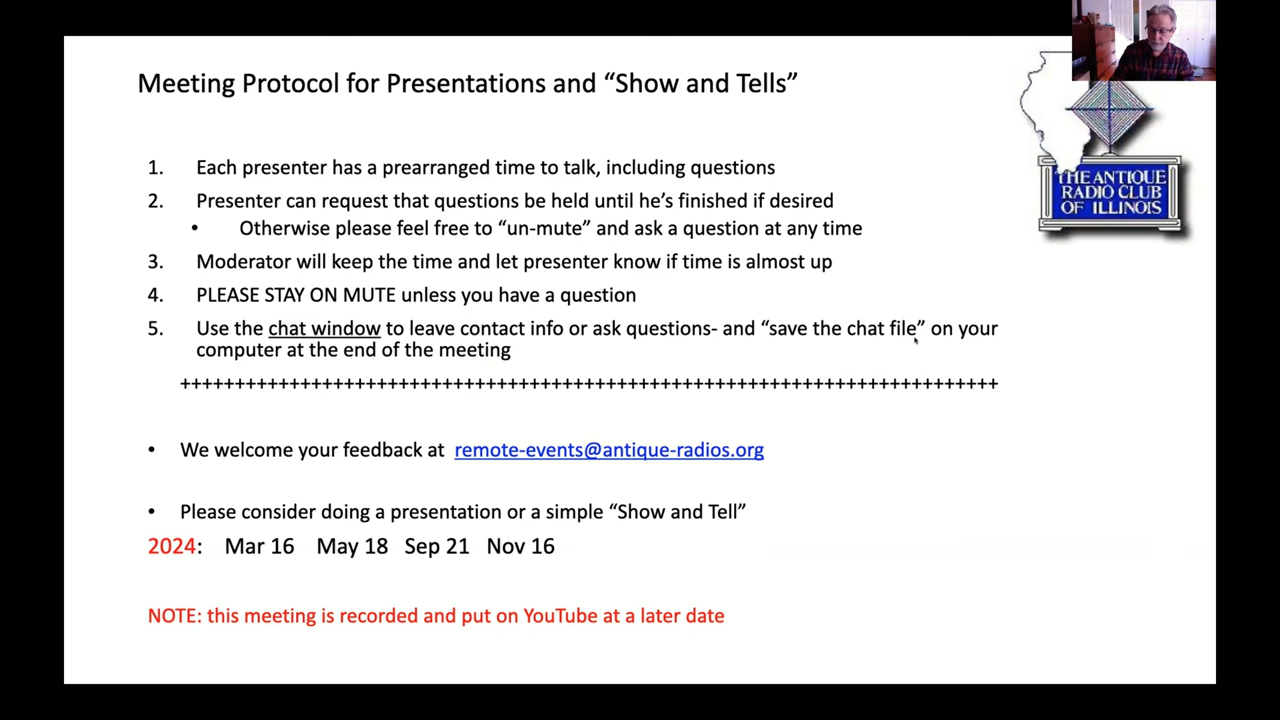 Meeting Protocol for Presentations and “Show and Tells”
THE ANTIQUE
RADIO CLUB
OF ILLINOIS
1. Each presenter has a prearranged time to talk, including questions
2. Presenter can request that questions be held until he’s finished if desired
• Otherwise please feel free to “un-mute” and ask a question at any time
3. Moderator will keep the time and let presenter know if time is almost up
4. PLEASE STAY ON MUTE unless you have a question
5. Use the chat window to leave contact info or ask questions- and “save the chat file” on your
computer at the end of the meeting
++++++++++++++++++++++++++++++++++++++++++++++++++++++++++++++++++++++++++
• We welcome your feedback at remote-events@antique-radios.org
• Please consider doing a presentation or a simple “Show and Tell”
2024: Mar 16 May 18 Sep 21 Nov 16
NOTE: this meeting is recorded and put on YouTube at a later date